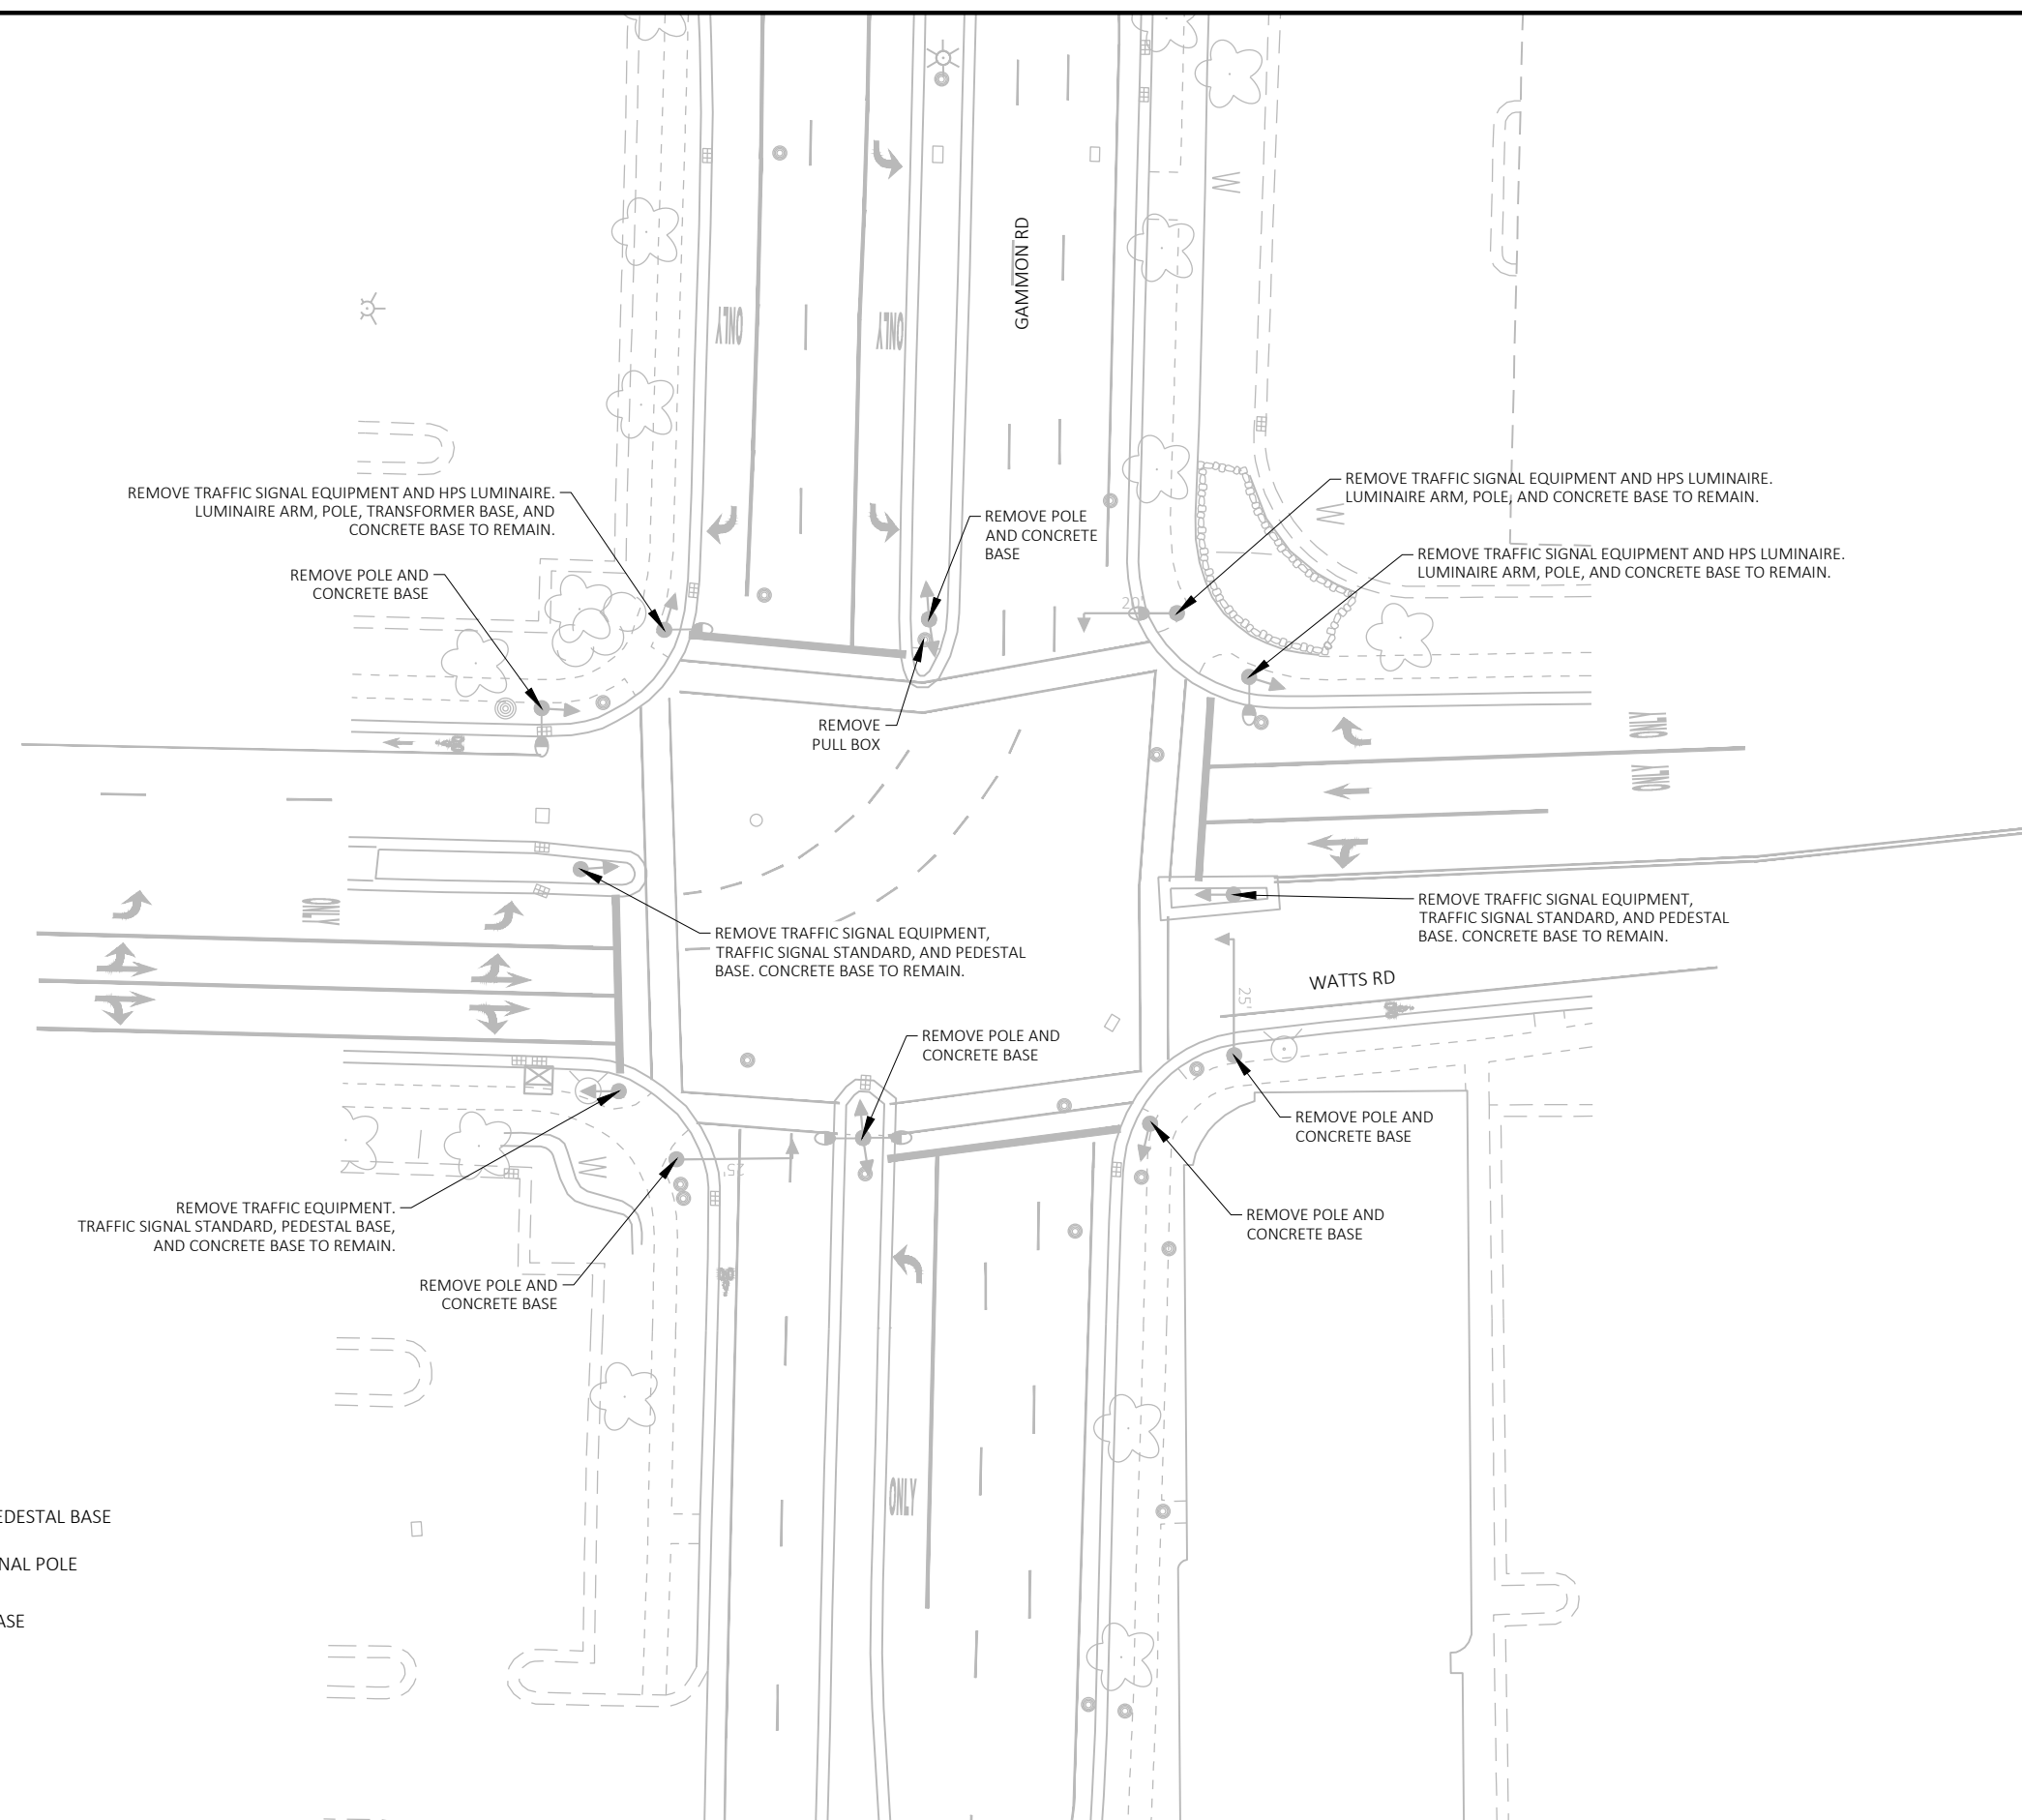 GAMMON RD
ONLY
ONLY
REMOVE TRAFFIC SIGNAL EQUIPMENT AND HPS LUMINAIRE.
LUMINAIRE ARM, POLE, TRANSFORMER BASE, AND
CONCRETE BASE TO REMAIN.
REMOVE POLE AND
CONCRETE BASE
REMOVE POLE
AND CONCRETE
BASE
REMOVE TRAFFIC SIGNAL EQUIPMENT AND HPS LUMINAIRE.
LUMINAIRE ARM, POLE, AND CONCRETE BASE TO REMAIN.
REMOVE TRAFFIC SIGNAL EQUIPMENT AND HPS LUMINAIRE.
LUMINAIRE ARM, POLE, AND CONCRETE BASE TO REMAIN.
20'
REMOVE
PULL BOX
ONLY
ONLY
ONLY
REMOVE TRAFFIC SIGNAL EQUIPMENT,
TRAFFIC SIGNAL STANDARD, AND PEDESTAL
BASE. CONCRETE BASE TO REMAIN.
REMOVE TRAFFIC SIGNAL EQUIPMENT,
TRAFFIC SIGNAL STANDARD, AND PEDESTAL
BASE. CONCRETE BASE TO REMAIN.
WATTS RD
25'
REMOVE POLE AND
CONCRETE BASE
REMOVE POLE AND
CONCRETE BASE
25'
REMOVE TRAFFIC EQUIPMENT.
TRAFFIC SIGNAL STANDARD, PEDESTAL BASE,
AND CONCRETE BASE TO REMAIN.
REMOVE POLE AND
CONCRETE BASE
REMOVE POLE AND
CONCRETE BASE
ONLY
EDESTAL BASE
NAL POLE
ASE